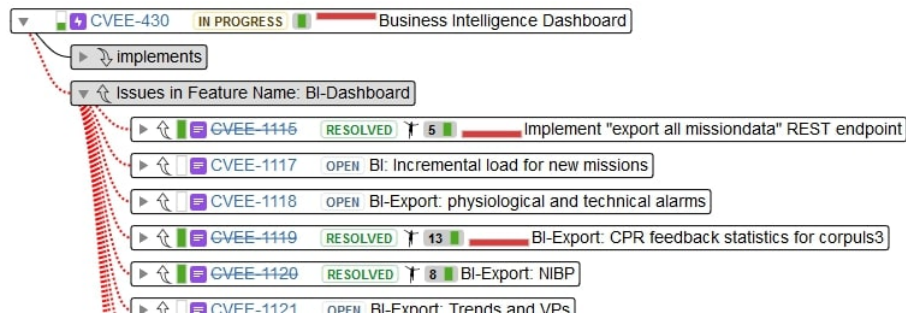 CVEE-430 IN PROGRESS Business Intelligence Dashboard
implements
Issues in Feature Name: BI-Dashboard
CVEE-1115 RESOLVED 5 Implement "export all missiondata" REST endpoint
CVEE-1117 OPEN BI: Incremental load for new missions
CVEE-1118 OPEN BI-Export: physiological and technical alarms
CVEE-1119 RESOLVED 13 BI-Export: CPR feedback statistics for corpuls3
CVEE-1120 RESOLVED 8 BI-Export: NIBP
CVEE-1121 OPEN BI-Export: Trends and VPs